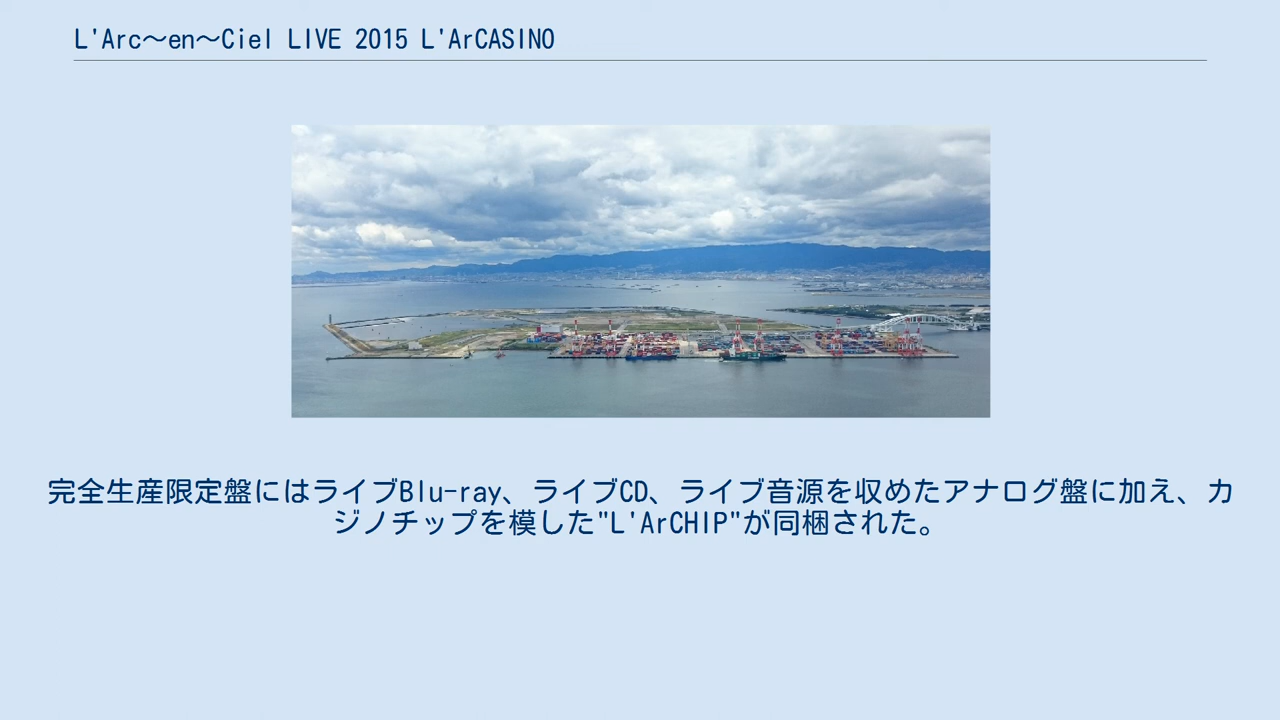 L'Arc〜en〜Ciel LIVE 2015 L'ArCASINO
完全生産限定盤にはライブBlu-ray、ライブCD、ライブ音源を収めたアナログ盤に加え、カ
ジノチップを模した"L'ArCHIP"が同梱された。